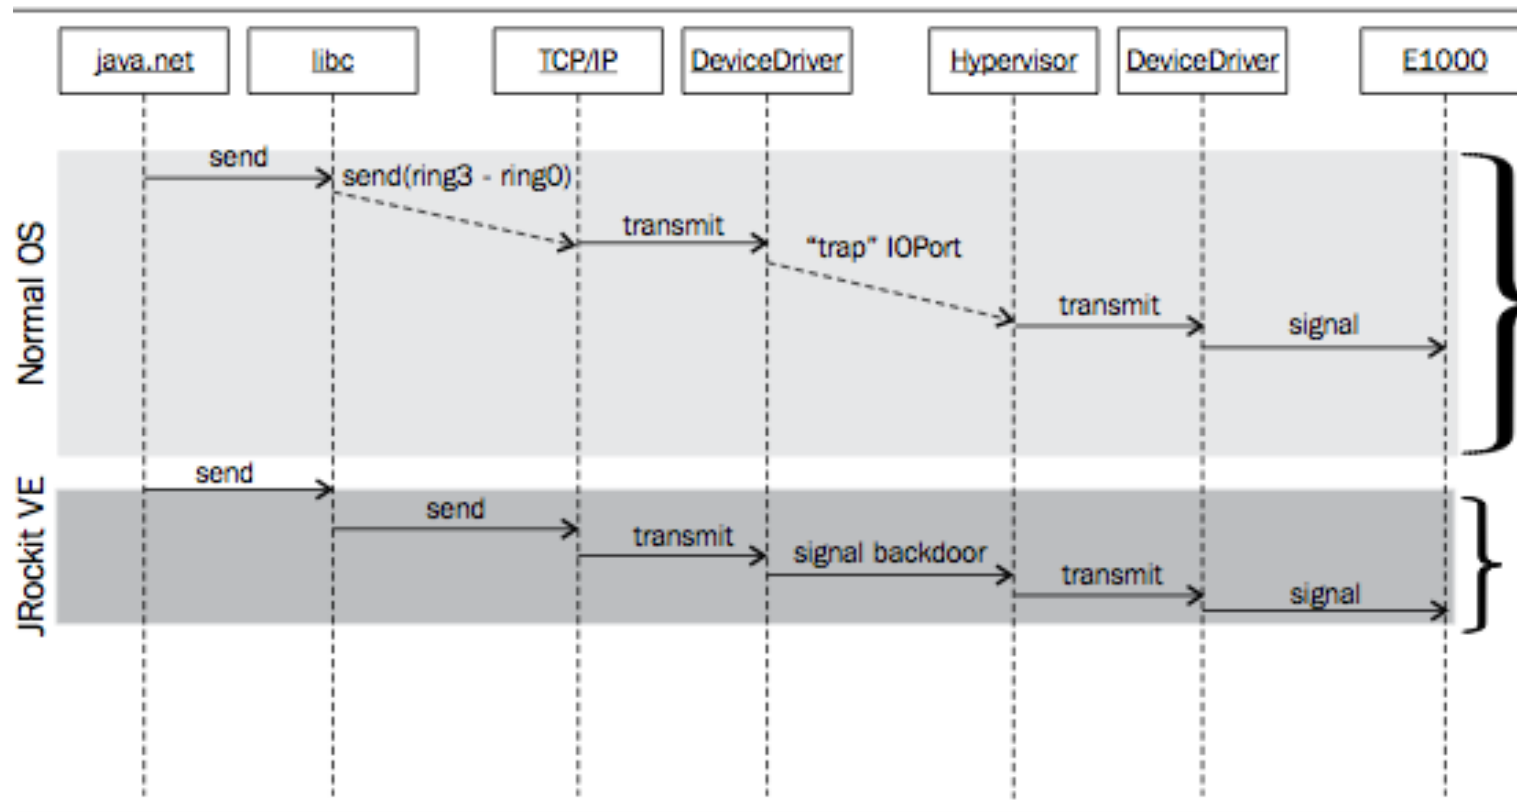 java.net
libc
TCP/IP
DeviceDriver
Hypervisor
DeviceDriver
E1000
Normal OS
send
send(ring3 - ring0)
transmit
“trap” IOPort
transmit
signal
JRockit VE
send
send
transmit
signal backdoor
transmit
signal